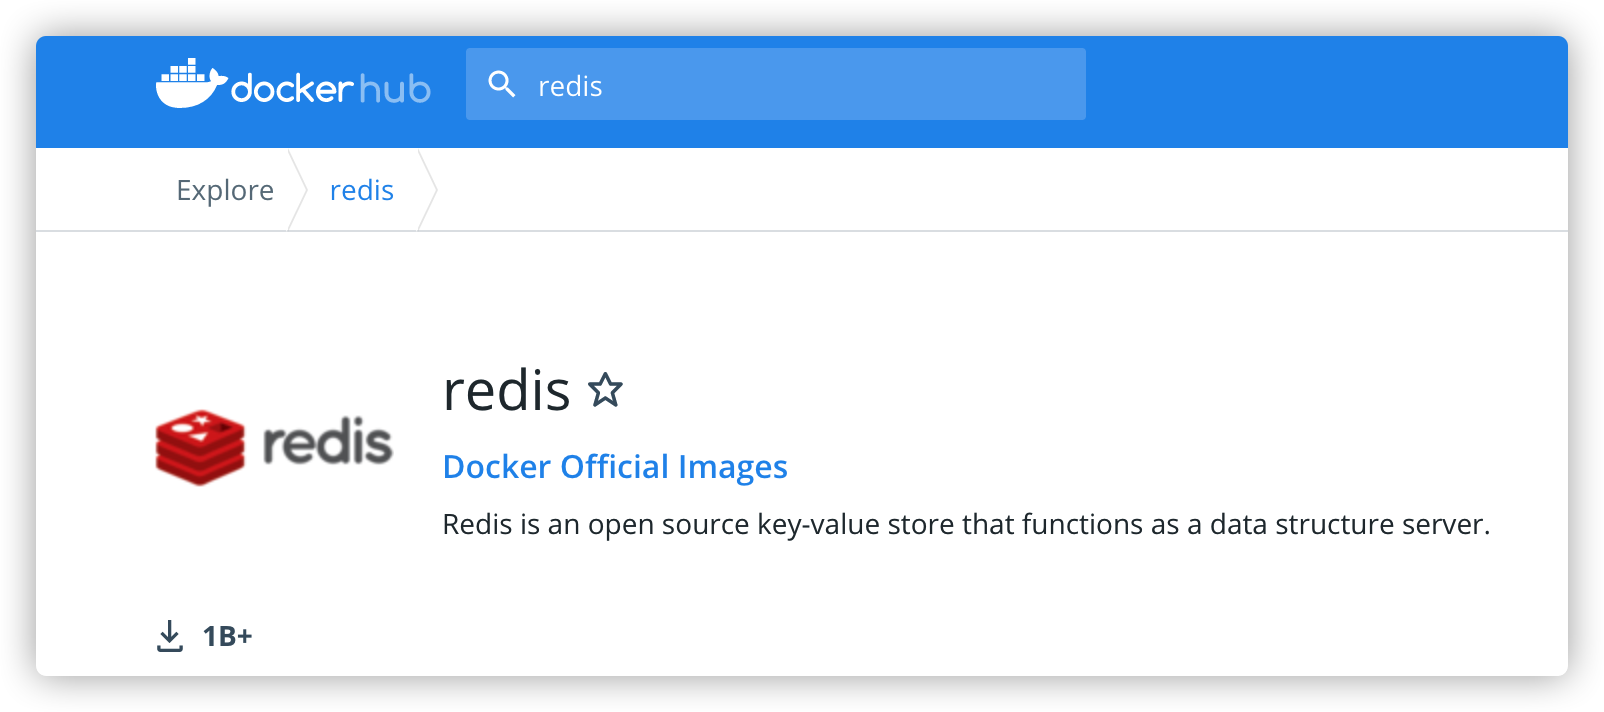 docker hub
redis
Explore
redis
redis
redis
Docker Official Images
Redis is an open source key-value store that functions as a data structure server.
1B+